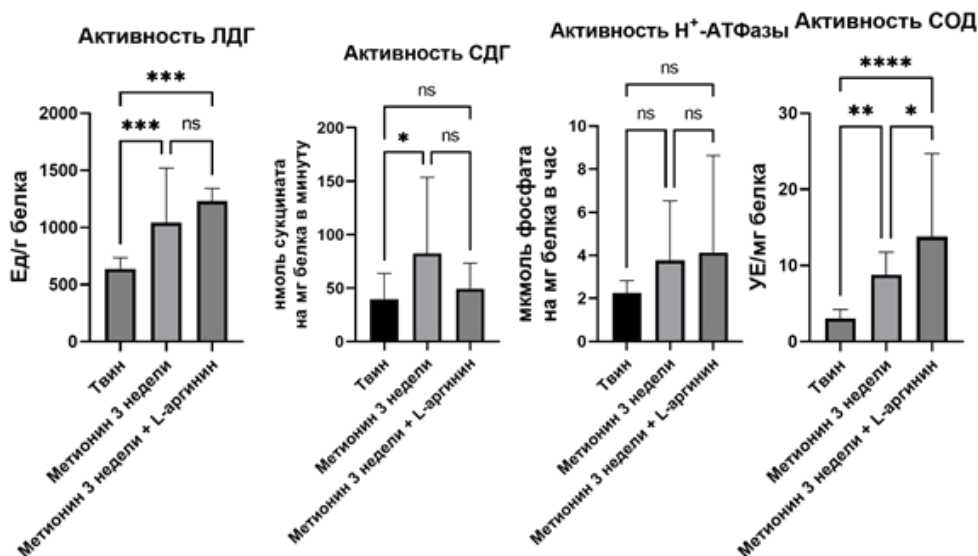 Активность ЛДГ
***
***
ns
2000
1500
1000
500
0
Ед/г белка
Твин
Метионин 3 недели
Метионин 3 недели + L-аргинин
Активность СДГ
ns
*
ns
200
150
100
50
0
нмоль сукцината
на мг белка в минуту
Твин
Метионин 3 недели
Метионин 3 недели + L-аргинин
Активность H⁺-АТФазы
ns
ns
ns
10
8
6
4
2
0
мкмоль фосфата
на мг белка в час
Твин
Метионин 3 недели
Метионин 3 недели + L-аргинин
Активность СОД
****
**
*
30
20
10
0
УЕ/мг белка
Твин
Метионин 3 недели
Метионин 3 недели + L-аргинин